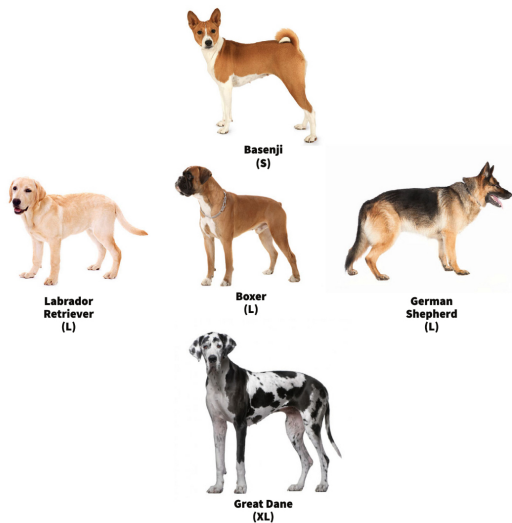 Basenji
(S)
Labrador
Retriever
(L)
Boxer
(L)
German
Shepherd
(L)
Great Dane
(XL)